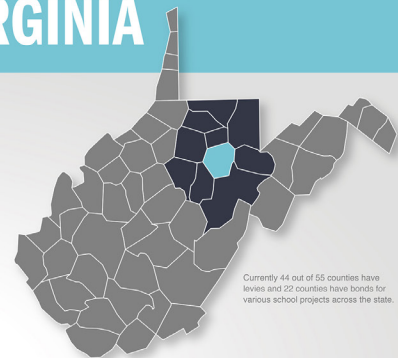 RGINIA
Currently 44 out of 55 counties have
levies and 22 counties have bonds for
various school projects across the state.